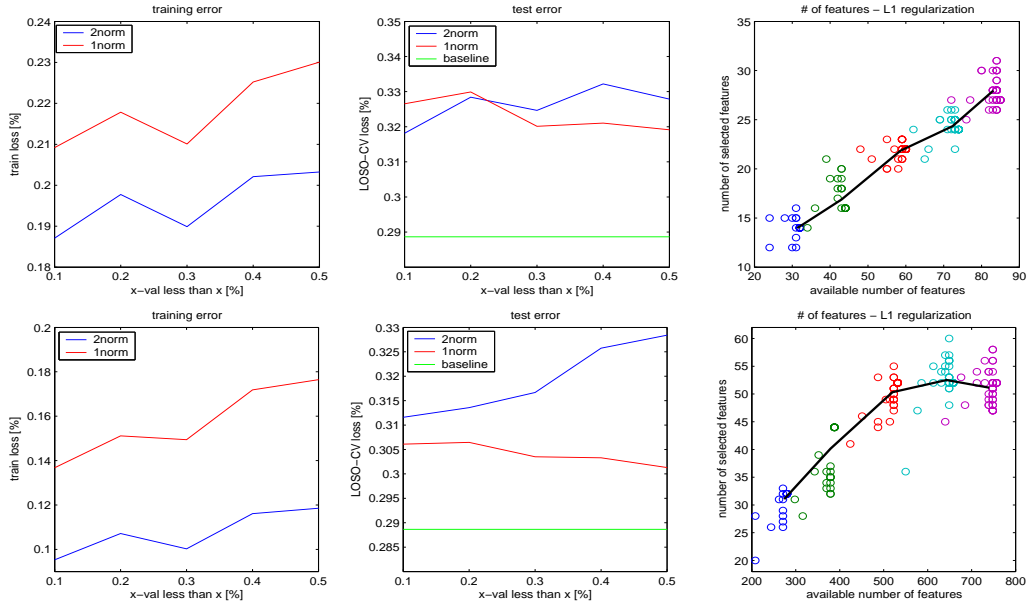 training error
train loss [%]
0.24
0.23
0.22
0.21
0.2
0.19
0.18
2norm
1norm
0.1
0.2
0.3
0.4
0.5
x−val less than x [%]
test error
LOSO−CV loss [%]
0.35
0.34
0.33
0.32
0.31
0.3
0.29
0.28
2norm
1norm
baseline
0.1
0.2
0.3
0.4
0.5
x−val less than x [%]
# of features − L1 regularization
number of selected features
35
30
25
20
15
10
20
30
40
50
60
70
80
90
available number of features
training error
train loss [%]
0.2
0.18
0.16
0.14
0.12
0.1
2norm
1norm
0.1
0.2
0.3
0.4
0.5
x−val less than x [%]
test error
LOSO−CV loss [%]
0.33
0.325
0.32
0.315
0.31
0.305
0.3
0.295
0.29
0.285
2norm
1norm
baseline
0.1
0.2
0.3
0.4
0.5
x−val less than x [%]
# of features − L1 regularization
number of selected features
60
55
50
45
40
35
30
25
20
200
300
400
500
600
700
800
available number of features